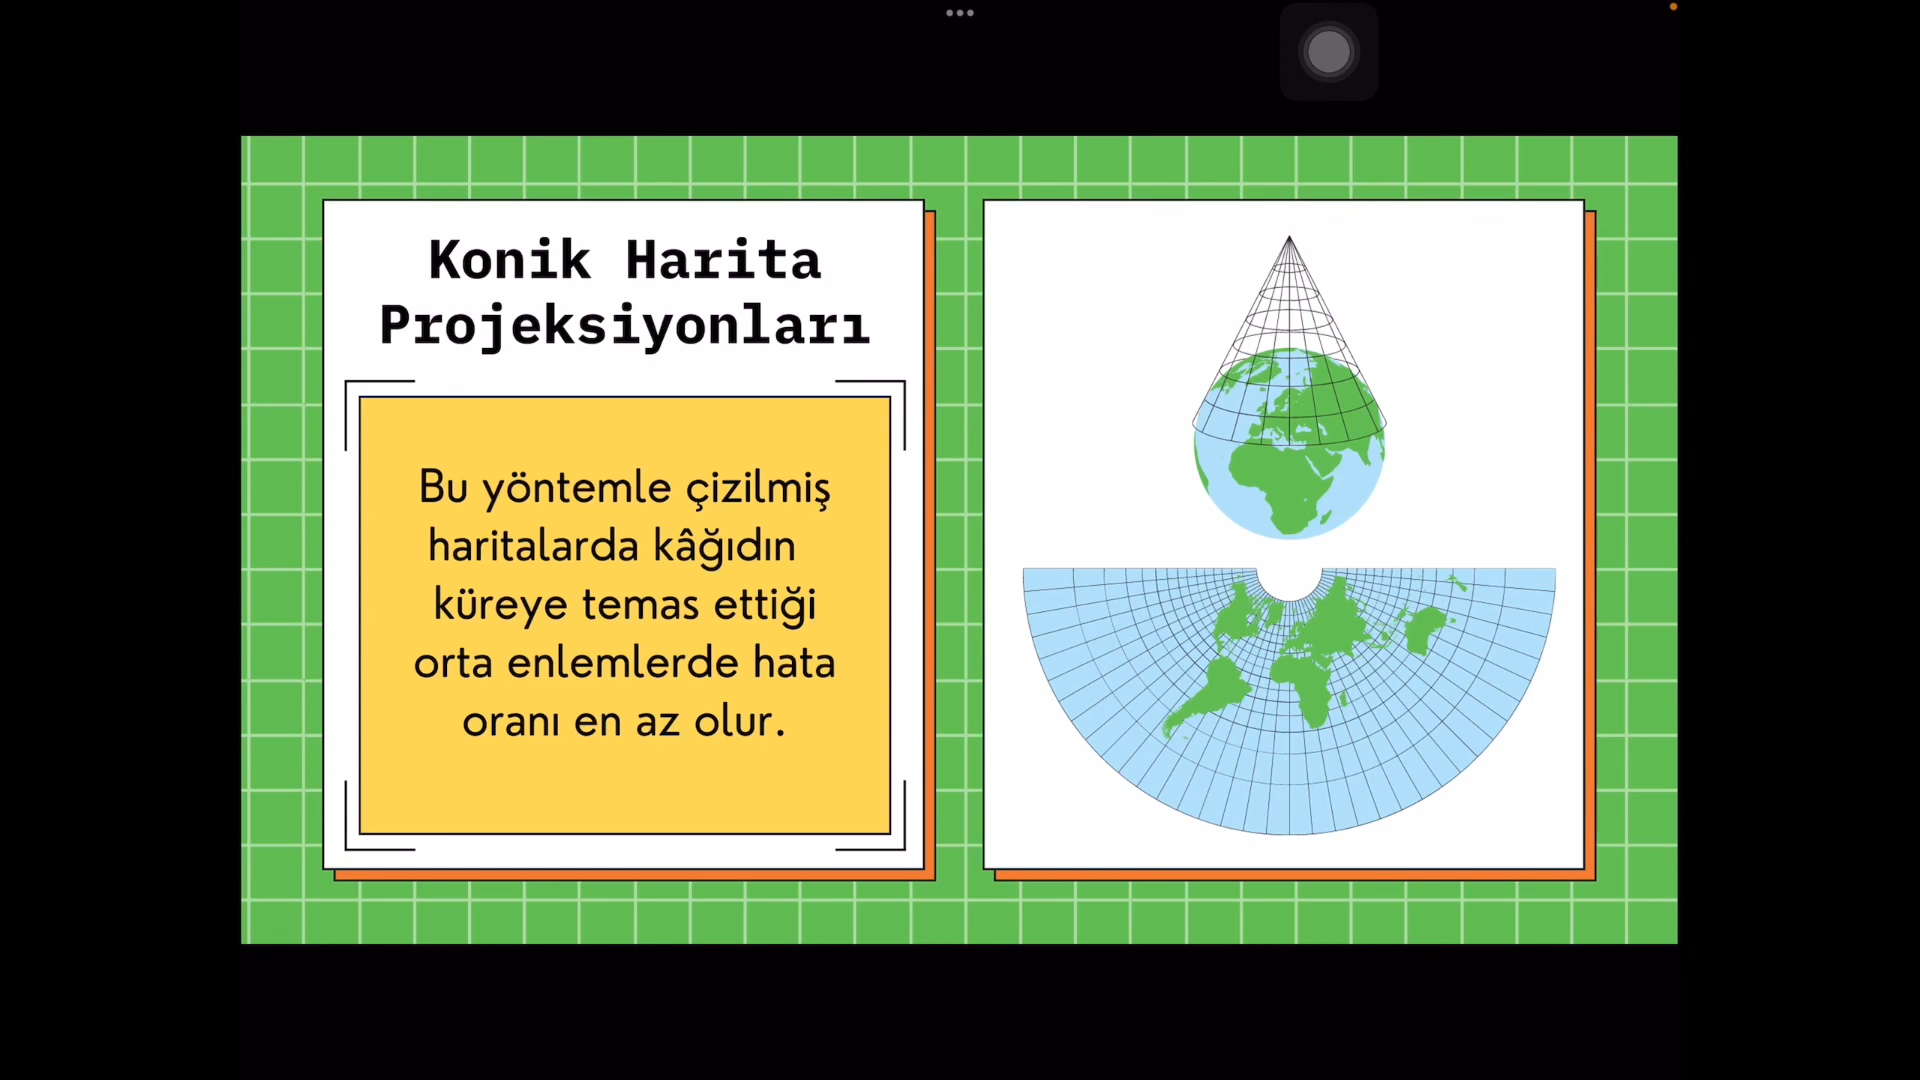 Konik Harita
Projeksiyonları
Bu yöntemle çizilmiş
haritalarda kâğıdın
küreye temas ettiği
orta enlemlerde hata
oranı en az olur.